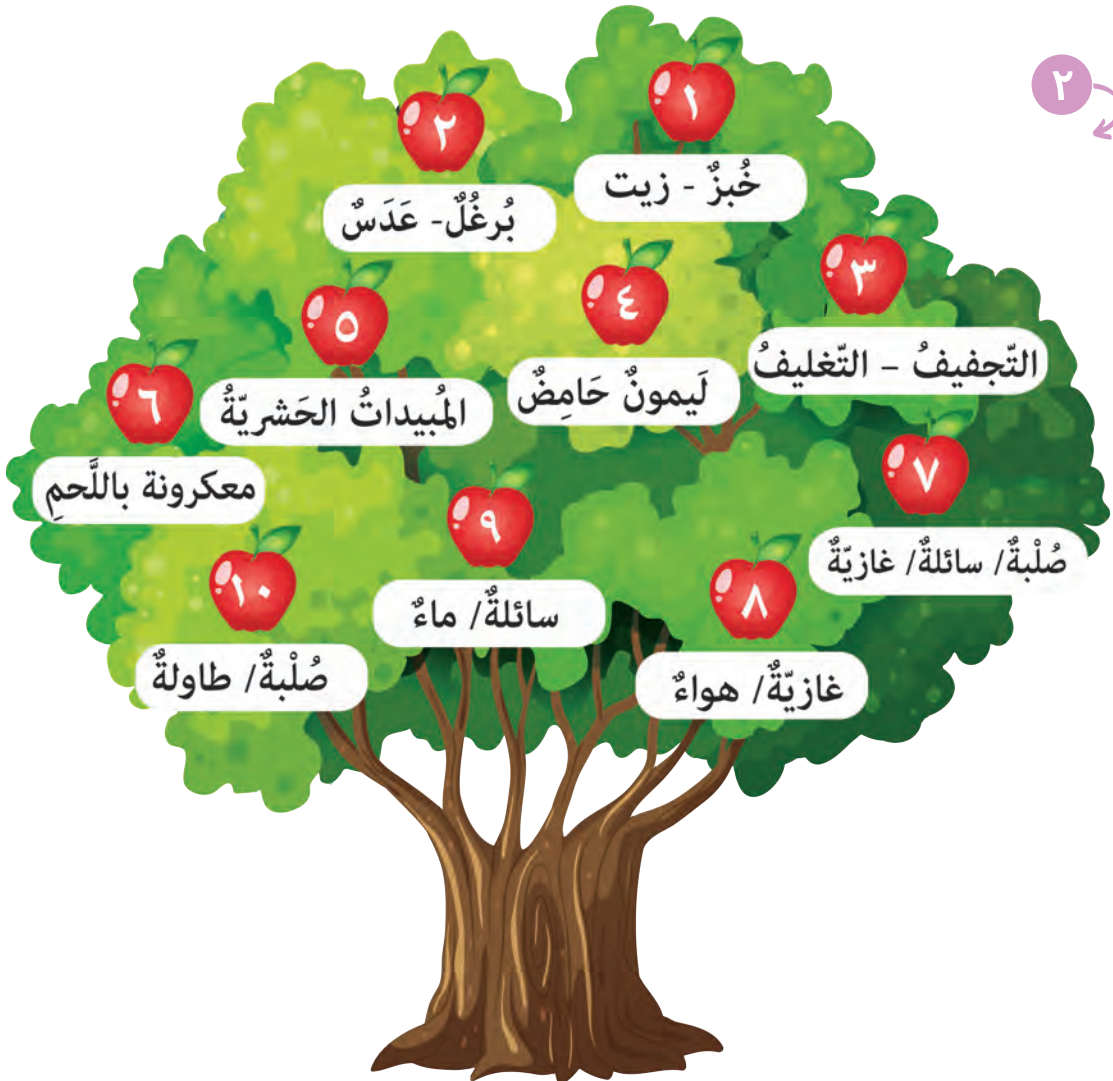 ٢
١
خُبزٌ - زيت
٢
بُرغُلٌ- عَدَسٌ
٣
التّجفيفُ – التّغليفُ
٤
لَيمونٌ حَامِضٌ
٥
المُبيداتُ الحَشريّةُ
٦
معكرونة باللَّحمِ
٧
صُلْبةٌ/ سائلةٌ/ غازيّةٌ
٨
غازيّةٌ/ هواءٌ
٩
سائلةٌ/ ماءٌ
١٠
صُلْبةٌ/ طاولةٌ